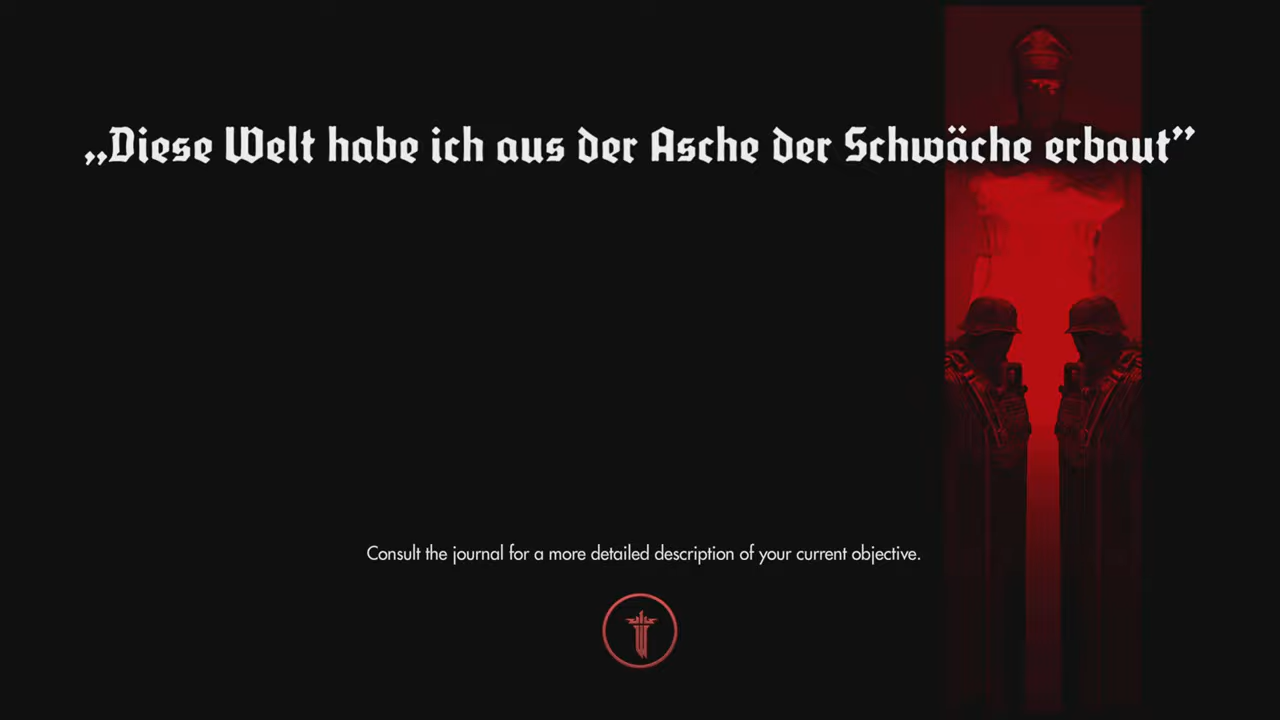 „Diese Welt habe ich aus der Asche der Schwäche erbaut”
Consult the journal for a more detailed description of your current objective.